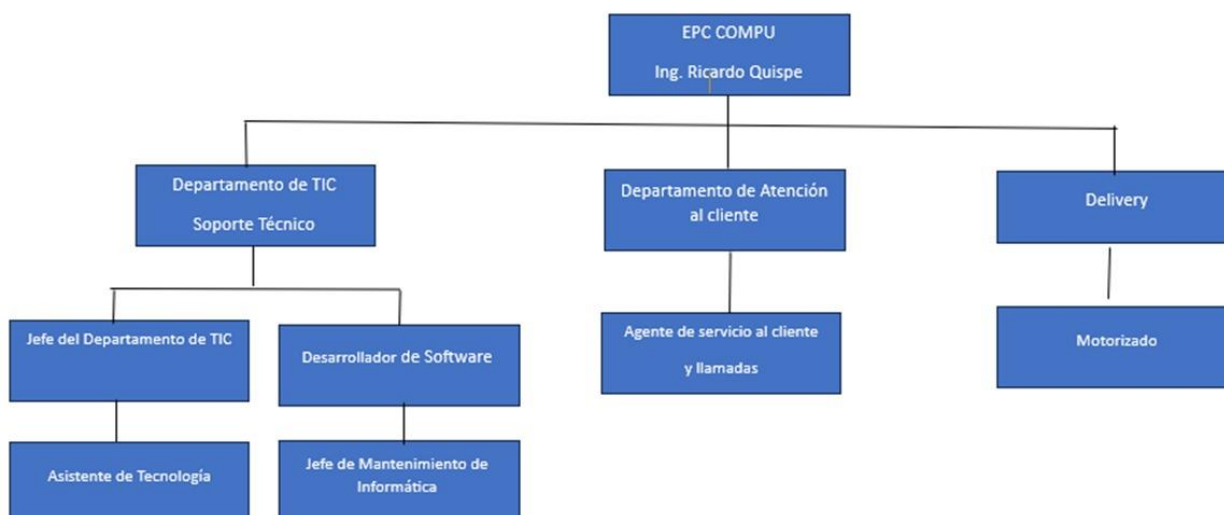 EPC COMPU
Ing. Ricardo Quispe
Departamento de TIC
Soporte Técnico
Departamento de Atención
al cliente
Delivery
Jefe del Departamento de TIC
Desarrollador de Software
Agente de servicio al cliente
y llamadas
Motorizado
Asistente de Tecnología
Jefe de Mantenimiento de
Informática